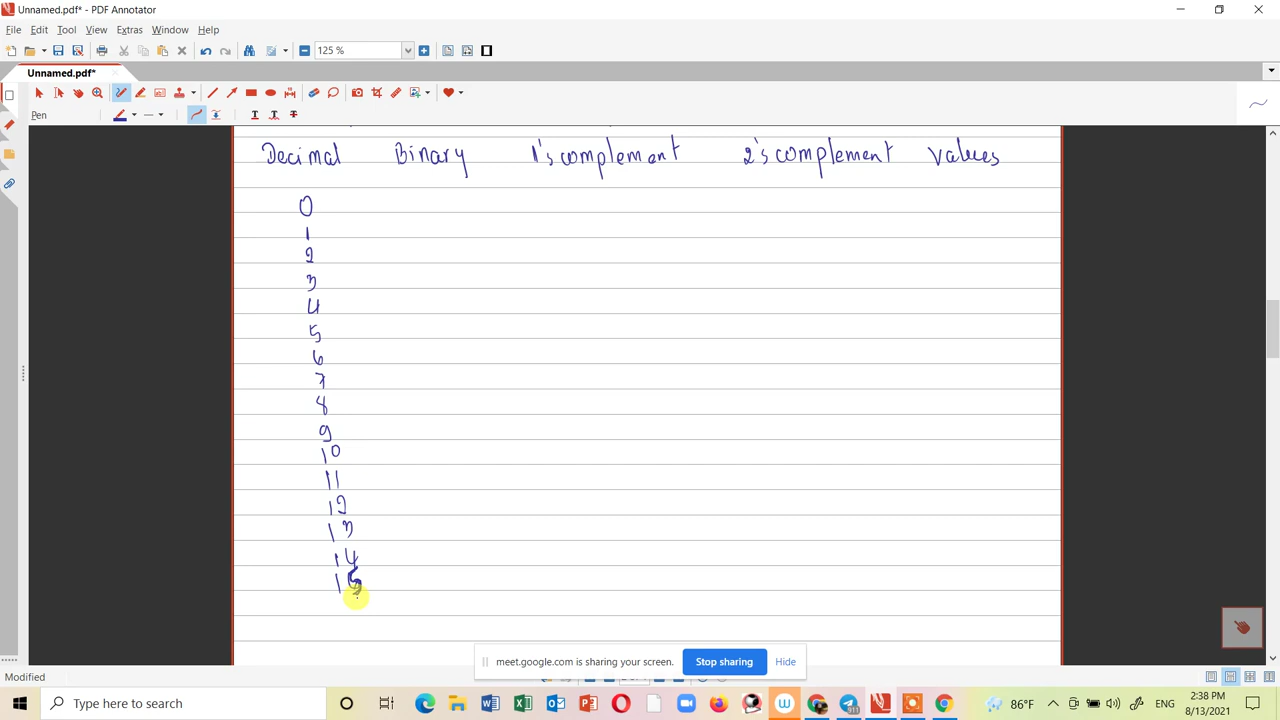 Unnamed.pdf* - PDF Annotator
File Edit Tool View Extras Window Help
125 %
Unnamed.pdf*
Pen
Decimal Binary 1's complement 2's complement values
0
1
2
3
4
5
6
7
8
9
10
11
12
13
14
15
meet.google.com is sharing your screen. Stop sharing Hide
Modified
Type here to search
86°F ENG 2:38 PM
8/13/2021